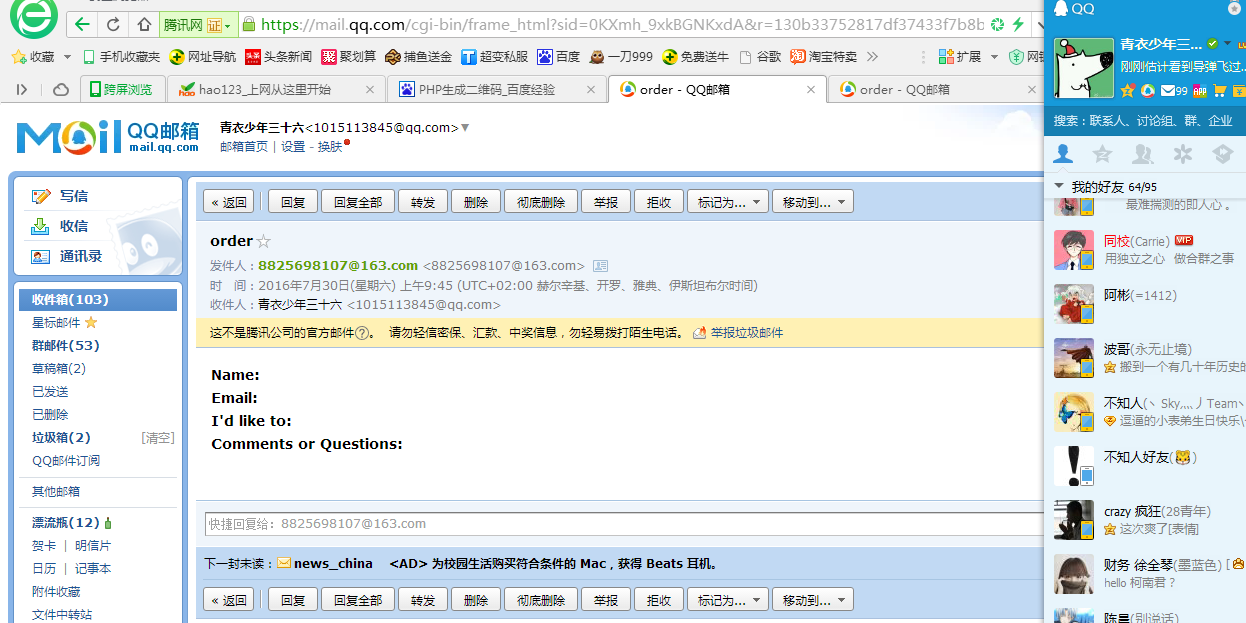 腾讯网 证
https://mail.qq.com/cgi-bin/frame_html?sid=0KXmh_9xkBGNKxdA&r=130b33752817df37433f7b8b
收藏 手机收藏夹 网址导航 头条新闻 聚划算 捕鱼金矿 超变私服 百度 一刀999 免费送牛 谷歌 淘宝特卖 扩展
跨屏浏览 hao123_上网从这里开始 PHP生成二维码_百度经验 order - QQ邮箱 order - QQ邮箱
Mail QQ邮箱
mail.qq.com
青衣少年三十六<1015113845@qq.com>
邮箱首页 | 设置 - 换肤
写信
收信
通讯录
收件箱(103)
星标邮件
群邮件(53)
草稿箱(2)
已发送
已删除
垃圾箱(2) [清空]
QQ邮件订阅
其他邮箱
漂流瓶(12)
贺卡 | 明信片
日历 | 记事本
附件收藏
文件中转站
« 返回 回复 回复全部 转发 删除 彻底删除 举报 拒收 标记为... 移动到...
order
发件人：8825698107@163.com <8825698107@163.com>
时 间：2016年7月30日(星期六) 上午9:45 (UTC+02:00 赫尔辛基、开罗、雅典、伊斯坦布尔时间)
收件人：青衣少年三十六 <1015113845@qq.com>
这不是腾讯公司的官方邮件?。 请勿轻信密保、汇款、中奖信息，勿轻易拨打陌生电话。 举报垃圾邮件
Name:
Email:
I'd like to:
Comments or Questions:
快捷回复给：8825698107@163.com
下一封未读：news_china <AD> 为校园生活购买符合条件的 Mac，获得 Beats 耳机。
« 返回 回复 回复全部 转发 删除 彻底删除 举报 拒收 标记为... 移动到...
QQ
青衣少年三...
刚刚估计看到导弹飞过...
99
搜索：联系人、讨论组、群、企业
我的好友 64/95
最难揣测的即人心 。
同校(Carrie) VIP
用独立之心 做合群之事
阿彬(=1412)
波哥(永无止境)
搬到一个有几十年历史的
不知人(丶Sky,,,,丿Team丶
逗逼的小表弟生日快乐\
不知人好友(🐯)
crazy 疯狂(28青年)
这次爽了[表情]
财务 徐全琴(墨蓝色) [
hello 柯南君？
陈景(别说话)